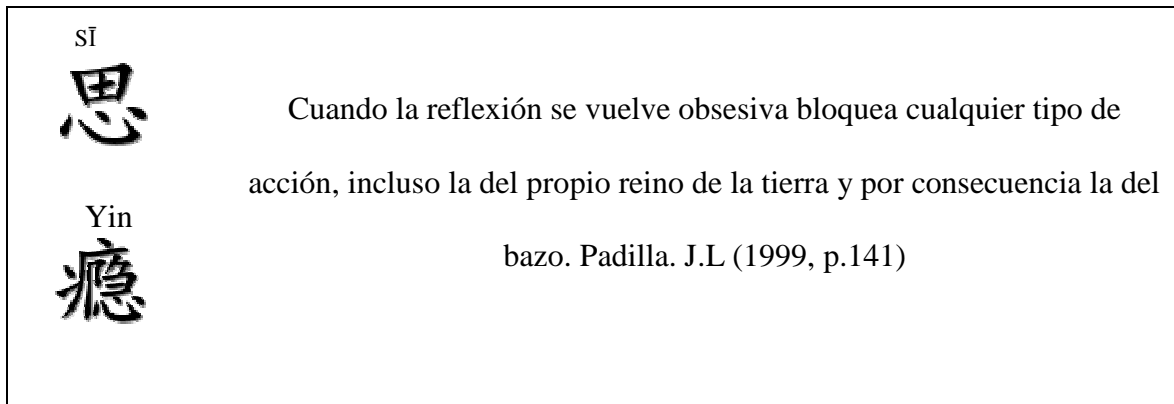 sī
思
Yin
瘾
Cuando la reflexión se vuelve obsesiva bloquea cualquier tipo de
acción, incluso la del propio reino de la tierra y por consecuencia la del
bazo. Padilla. J.L (1999, p.141)